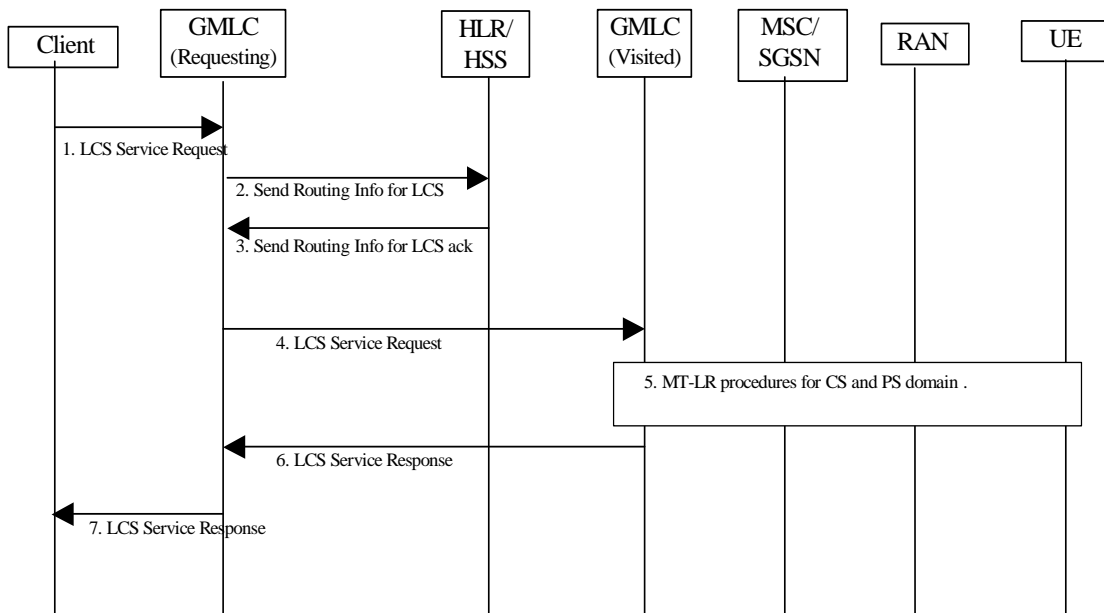 Client
GMLC
(Requesting)
HLR/
HSS
GMLC
(Visited)
MSC/
SGSN
RAN
UE
1. LCS Service Request
2. Send Routing Info for LCS
3. Send Routing Info for LCS ack
4. LCS Service Request
5. MT-LR procedures for CS and PS domain .
6. LCS Service Response
7. LCS Service Response